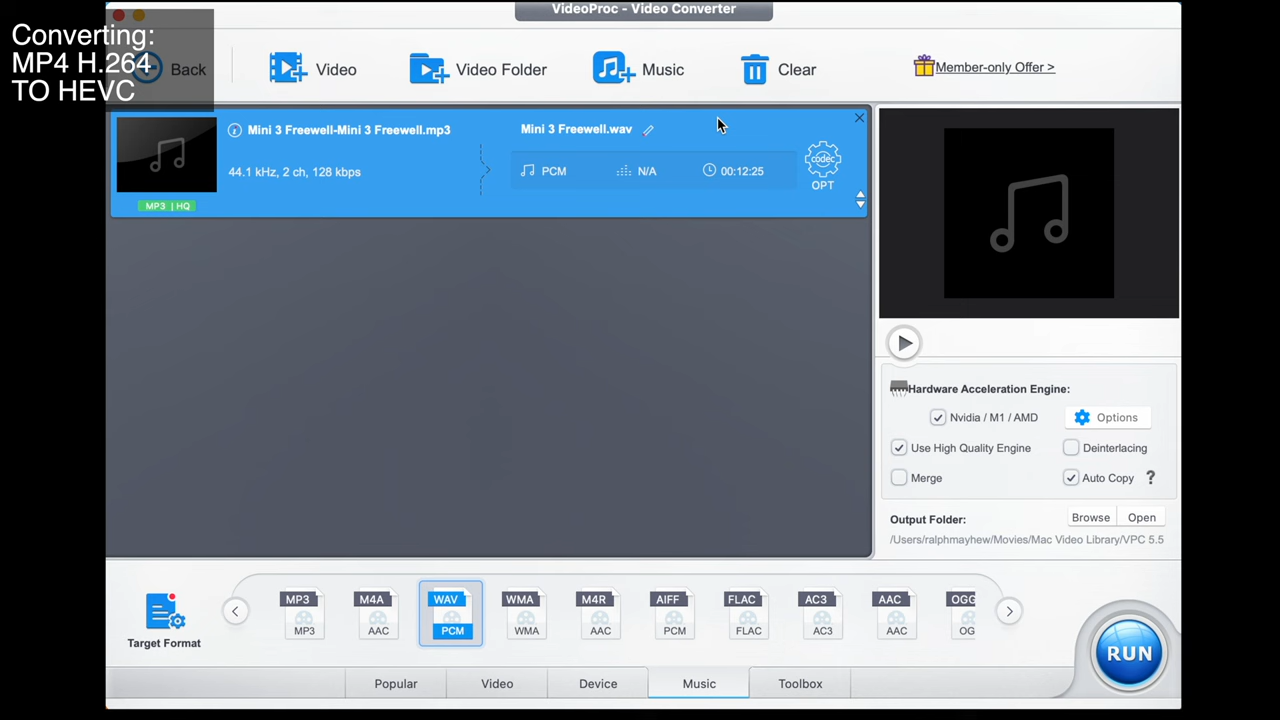 VideoProc - Video Converter
Converting:
MP4 H.264
TO HEVC
Back
Video
Video Folder
Music
Clear
Member-only Offer >
Mini 3 Freewell-Mini 3 Freewell.mp3
44.1 kHz, 2 ch, 128 kbps
MP3 | HQ
Mini 3 Freewell.wav
PCM
N/A
00:12:25
codec
OPT
Hardware Acceleration Engine:
Nvidia / M1 / AMD
Options
Use High Quality Engine
Deinterlacing
Merge
Auto Copy ?
Output Folder:
Browse
Open
/Users/ralphmayhew/Movies/Mac Video Library/VPC 5.5
Target Format
MP3
MP3
M4A
AAC
WAV
PCM
WMA
WMA
M4R
AAC
AIFF
PCM
FLAC
FLAC
AC3
AC3
AAC
AAC
OGG
OG
RUN
Popular
Video
Device
Music
Toolbox